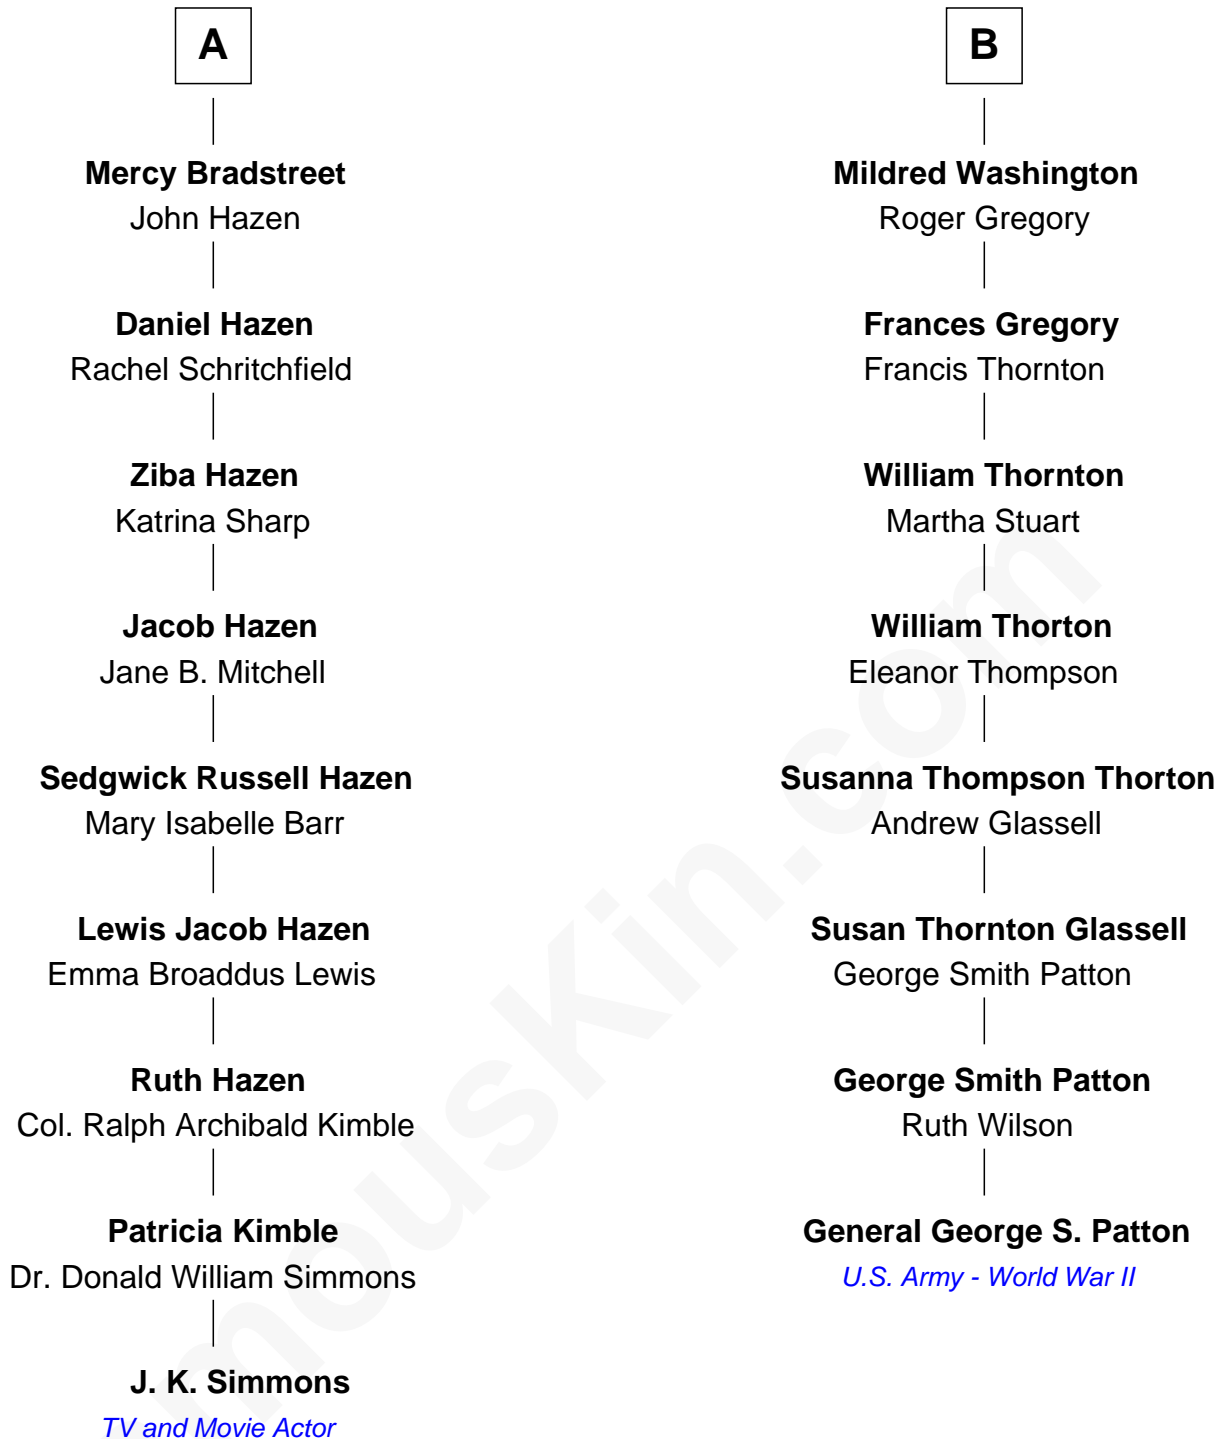 A
Mercy Bradstreet
John Hazen
Daniel Hazen
Rachel Schritchfield
Ziba Hazen
Katrina Sharp
Jacob Hazen
Jane B. Mitchell
Sedgwick Russell Hazen
Mary Isabelle Barr
Lewis Jacob Hazen
Emma Broaddus Lewis
Ruth Hazen
Col. Ralph Archibald Kimble
Patricia Kimble
Dr. Donald William Simmons
J. K. Simmons
TV and Movie Actor
B
Mildred Washington
Roger Gregory
Frances Gregory
Francis Thornton
William Thornton
Martha Stuart
William Thorton
Eleanor Thompson
Susanna Thompson Thorton
Andrew Glassell
Susan Thornton Glassell
George Smith Patton
George Smith Patton
Ruth Wilson
General George S. Patton
U.S. Army - World War II
mousKin.com